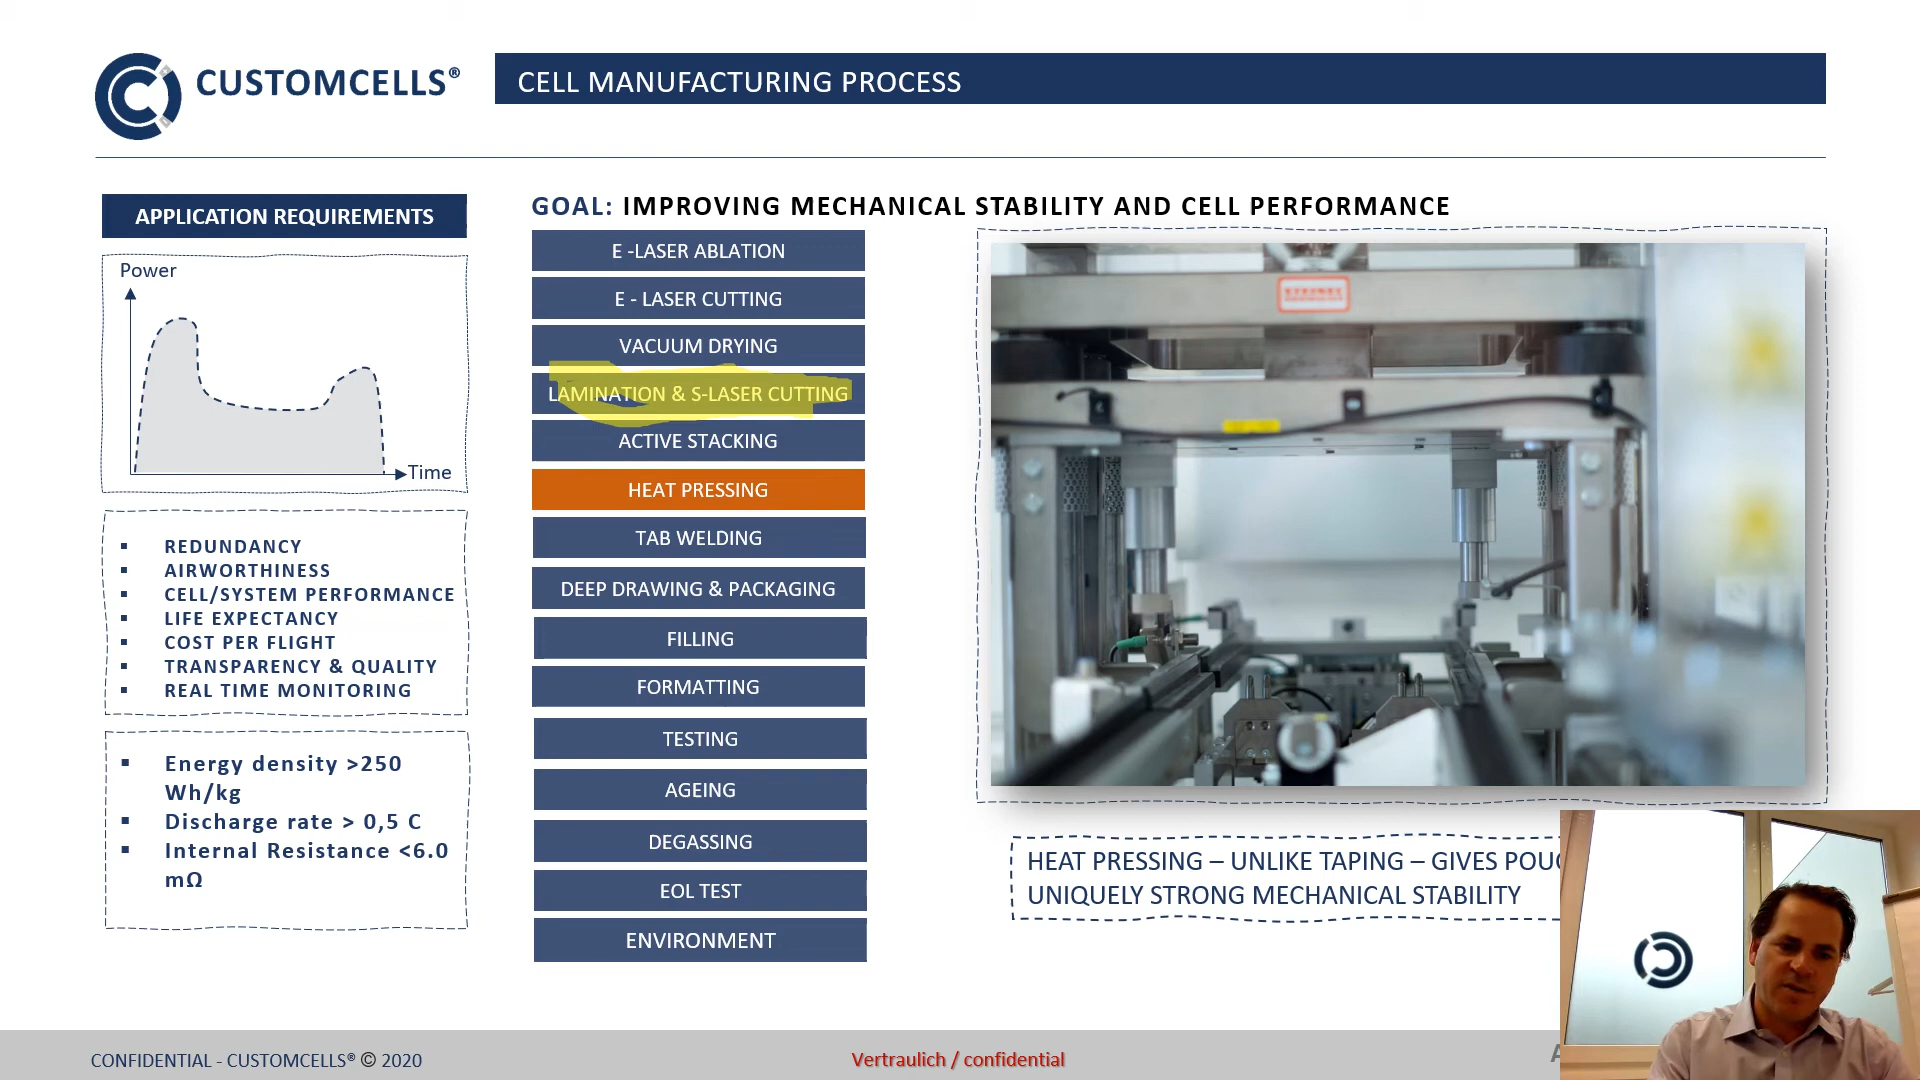 CUSTOMCELLS®
CELL MANUFACTURING PROCESS
APPLICATION REQUIREMENTS
Power
Time
▪ REDUNDANCY
▪ AIRWORTHINESS
▪ CELL/SYSTEM PERFORMANCE
▪ LIFE EXPECTANCY
▪ COST PER FLIGHT
▪ TRANSPARENCY & QUALITY
▪ REAL TIME MONITORING
▪ Energy density >250
Wh/kg
▪ Discharge rate > 0,5 C
▪ Internal Resistance <6.0
mΩ
GOAL: IMPROVING MECHANICAL STABILITY AND CELL PERFORMANCE
E -LASER ABLATION
E - LASER CUTTING
VACUUM DRYING
LAMINATION & S-LASER CUTTING
ACTIVE STACKING
HEAT PRESSING
TAB WELDING
DEEP DRAWING & PACKAGING
FILLING
FORMATTING
TESTING
AGEING
DEGASSING
EOL TEST
ENVIRONMENT
HEAT PRESSING – UNLIKE TAPING – GIVES
UNIQUELY STRONG MECHANICAL STABILITY
CONFIDENTIAL - CUSTOMCELLS® © 2020
Vertraulich / confidential